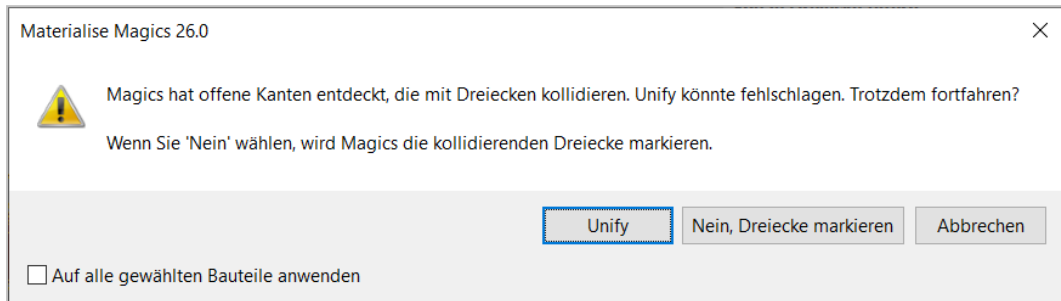 Materialise Magics 26.0
Magics hat offene Kanten entdeckt, die mit Dreiecken kollidieren. Unify könnte fehlschlagen. Trotzdem fortfahren?
Wenn Sie 'Nein' wählen, wird Magics die kollidierenden Dreiecke markieren.
Unify
Nein, Dreiecke markieren
Abbrechen
Auf alle gewählten Bauteile anwenden